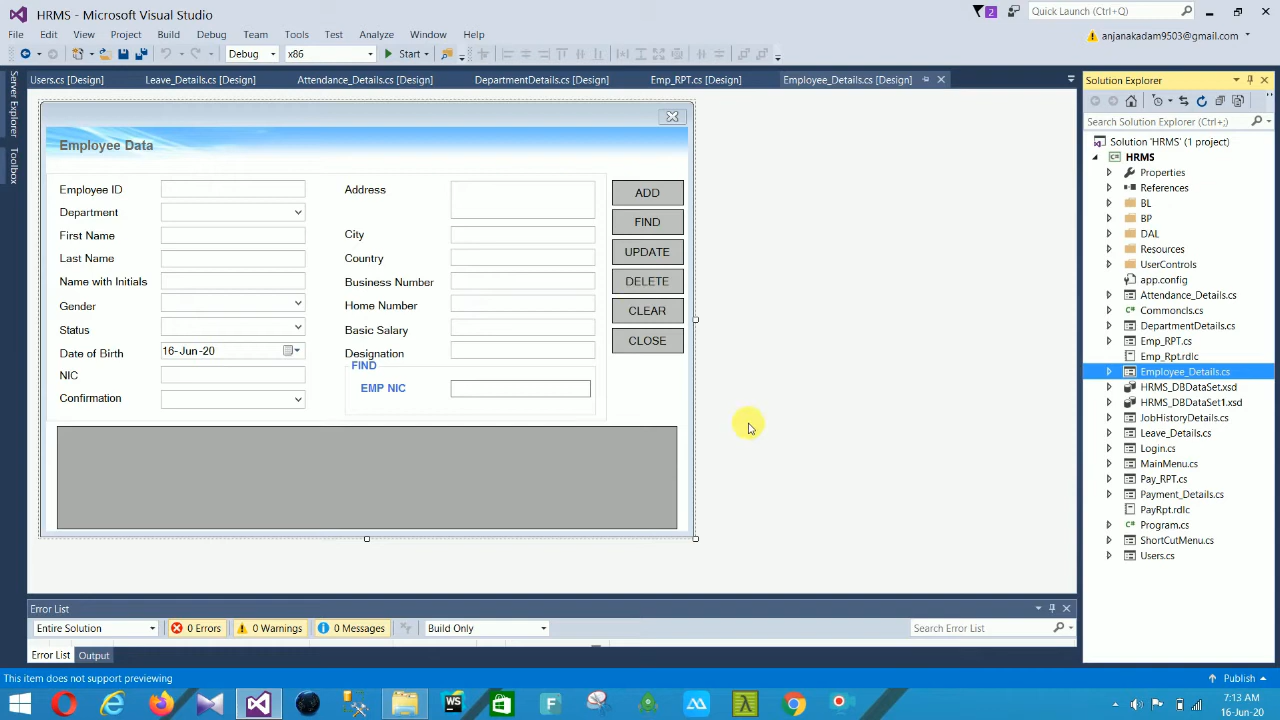 HRMS - Microsoft Visual Studio
2
Quick Launch (Ctrl+;)
File Edit View Project Build Debug Team Tools Test Analyze Window Help
anjanakadam9503@gmail.com
Debug x86 Start
Users.cs [Design] Leave_Details.cs [Design] Attendance_Details.cs [Design] DepartmentDetails.cs [Design] Emp_RPT.cs [Design] Employee_Details.cs [Design]
Server Explorer
Toolbox
Employee Data
Employee ID
Department
First Name
Last Name
Name with Initials
Gender
Status
Date of Birth 16-Jun-20
NIC
Confirmation
Address
City
Country
Business Number
Home Number
Basic Salary
Designation
FIND
EMP NIC
ADD
FIND
UPDATE
DELETE
CLEAR
CLOSE
Solution Explorer
Search Solution Explorer (Ctrl+;)
Solution 'HRMS' (1 project)
HRMS
Properties
References
BL
BP
DAL
Resources
UserControls
app.config
Attendance_Details.cs
Commoncls.cs
DepartmentDetails.cs
Emp_RPT.cs
Emp_Rpt.rdlc
Employee_Details.cs
HRMS_DBDataSet.xsd
HRMS_DBDataSet1.xsd
JobHistoryDetails.cs
Leave_Details.cs
Login.cs
MainMenu.cs
Pay_RPT.cs
Payment_Details.cs
PayRpt.rdlc
Program.cs
ShortCutMenu.cs
Users.cs
Error List
Entire Solution 0 Errors 0 Warnings 0 Messages Build Only Search Error List
Error List Output
This item does not support previewing
Publish
WS
F
7:13 AM
16-Jun-20